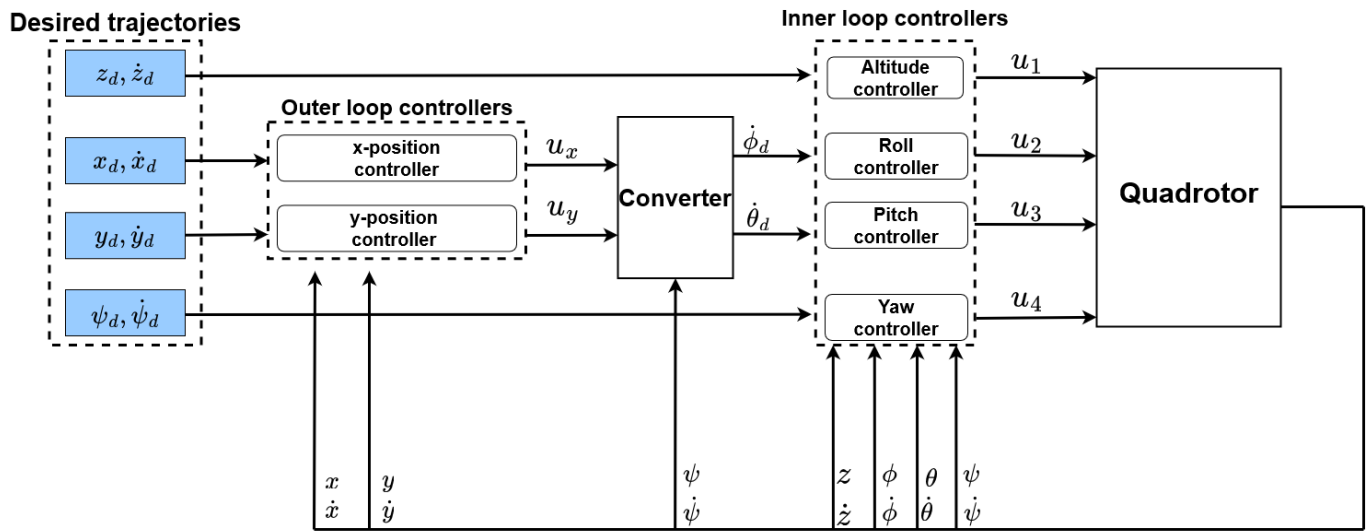 Desired trajectories
Inner loop controllers
z_d, ż_d
Altitude
controller
u_1
Outer loop controllers
x_d, ẋ_d
x-position
controller
u_x
Converter
ϕ̇_d
Roll
controller
u_2
Quadrotor
y_d, ẏ_d
y-position
controller
u_y
θ̇_d
Pitch
controller
u_3
ψ_d, ψ̇_d
Yaw
controller
u_4
x
ẋ
y
ẏ
ψ
ψ̇
z
ż
ϕ
ϕ̇
θ
θ̇
ψ
ψ̇